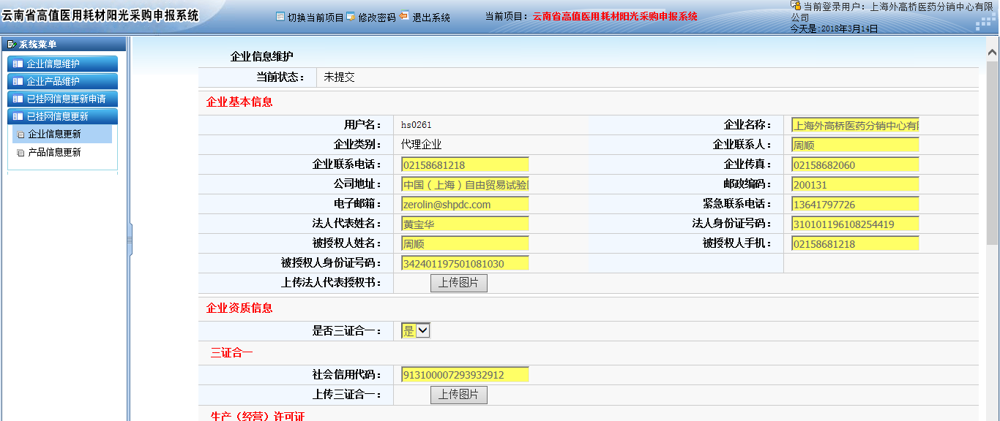 云南省高值医用耗材阳光采购申报系统
切换当前项目 修改密码 退出系统
当前项目：云南省高值医用耗材阳光采购申报系统
当前登录用户：上海外高桥医药分销中心有限
公司
今天是:2018年3月14日
系统菜单
企业信息维护
企业产品维护
已挂网信息更新申请
已挂网信息更新
企业信息更新
产品信息更新
企业信息维护
当前状态： 未提交
企业基本信息
用户名： hs0261 企业名称： 上海外高桥医药分销中心有
企业类别： 代理企业 企业联系人： 周顺
企业联系电话： 02158681218 企业传真： 02158682060
公司地址： 中国（上海）自由贸易试验 邮政编码： 200131
电子邮箱： zerolin@shpdc.com 紧急联系电话： 13641797726
法人代表姓名： 黄宝华 法人身份证号码： 310101196108254419
被授权人姓名： 周顺 被授权人手机： 02158681218
被授权人身份证号码： 342401197501081030
上传法人代表授权书： 上传图片
企业资质信息
是否三证合一： 是
三证合一
社会信用代码： 913100007293932912
上传三证合一： 上传图片
生产（经营）许可证